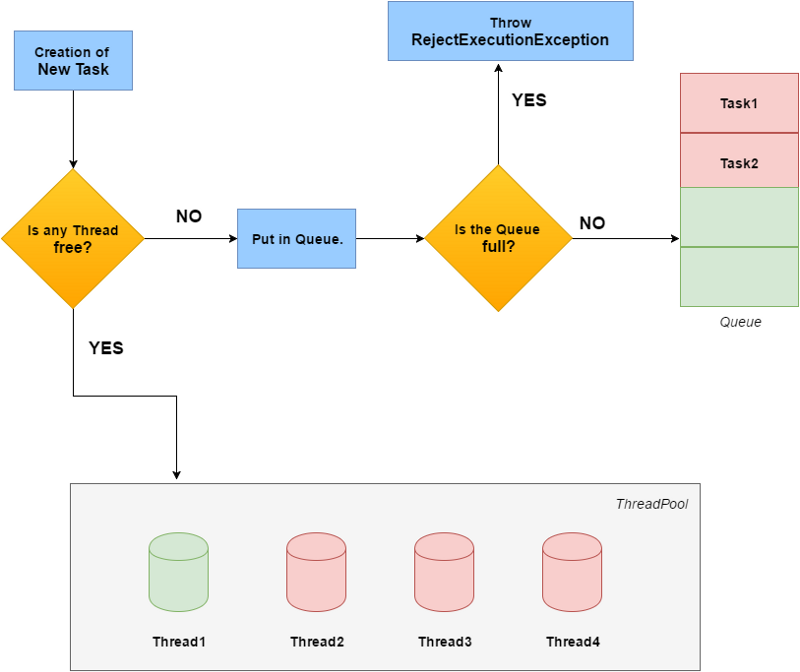 Throw
RejectExecutionException
Creation of
New Task
YES
Task1
Task2
Is any Thread
free?
NO
Put in Queue.
Is the Queue
full?
NO
Queue
YES
ThreadPool
Thread1
Thread2
Thread3
Thread4